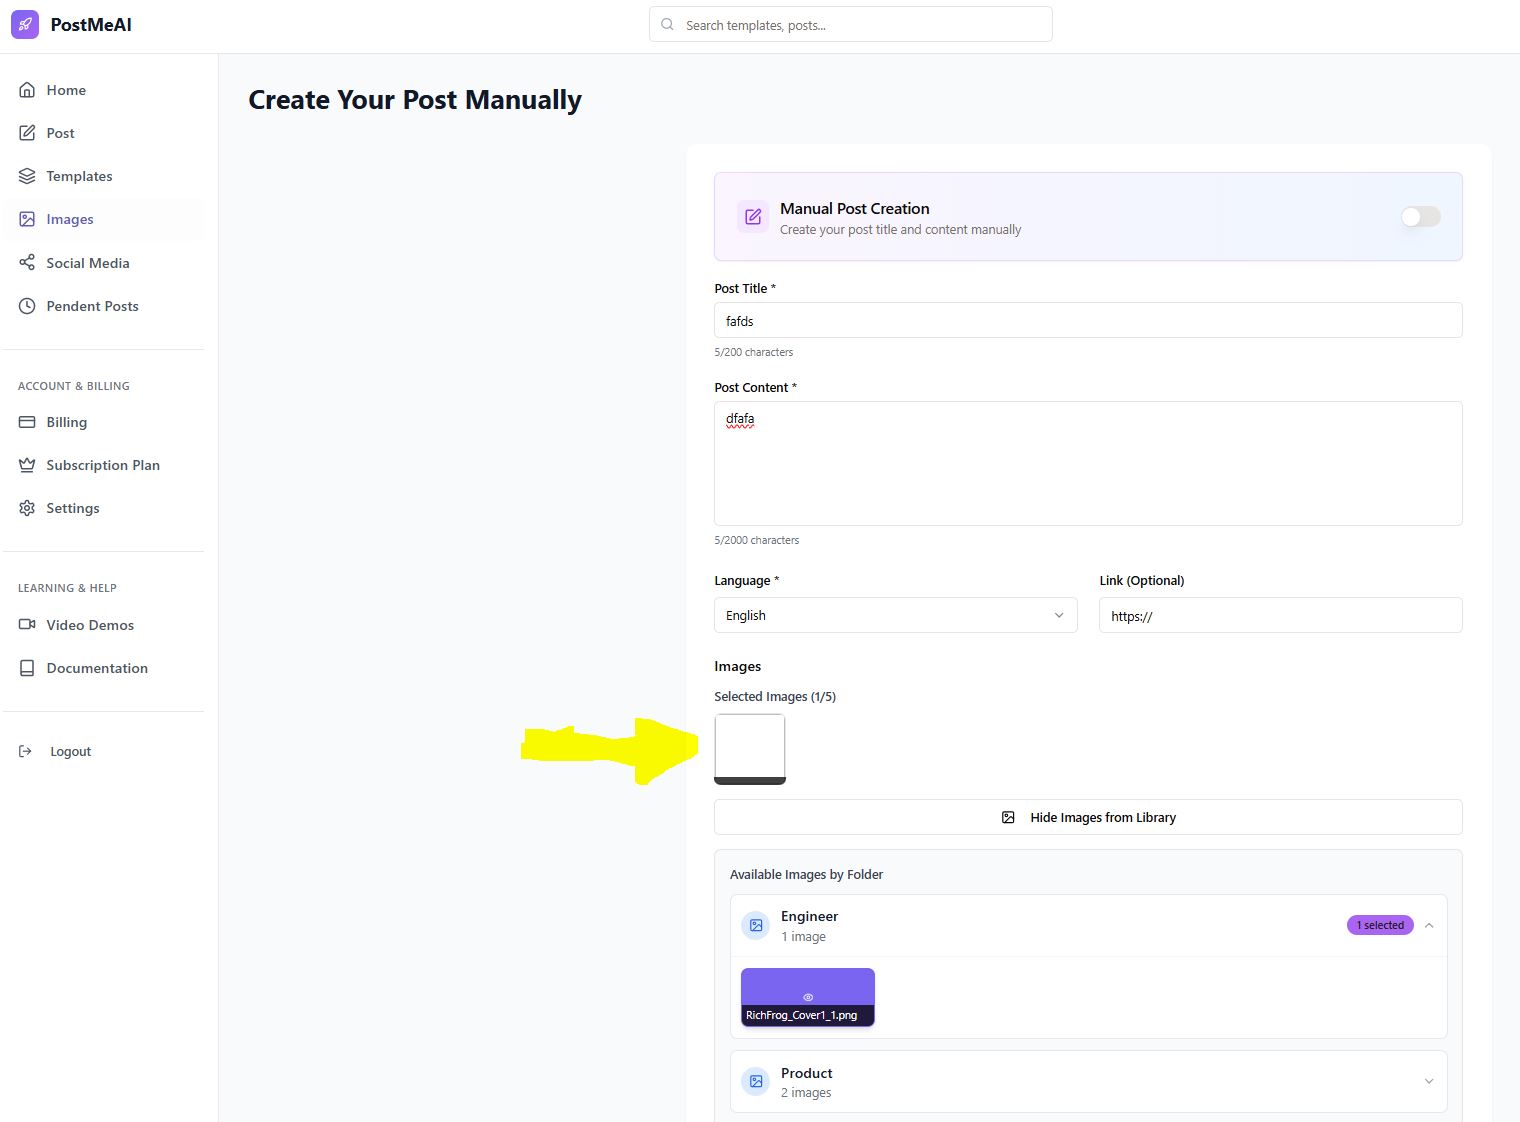 PostMeAI
Search templates, posts...
Home
Post
Templates
Images
Social Media
Pendent Posts
ACCOUNT & BILLING
Billing
Subscription Plan
Settings
LEARNING & HELP
Video Demos
Documentation
Logout
Create Your Post Manually
Manual Post Creation
Create your post title and content manually
Post Title *
fafds
5/200 characters
Post Content *
dfafa
5/2000 characters
Language *
Link (Optional)
English
https://
Images
Selected Images (1/5)
Hide Images from Library
Available Images by Folder
Engineer
1 image
1 selected
RichFrog_Cover1_1.png
Product
2 images